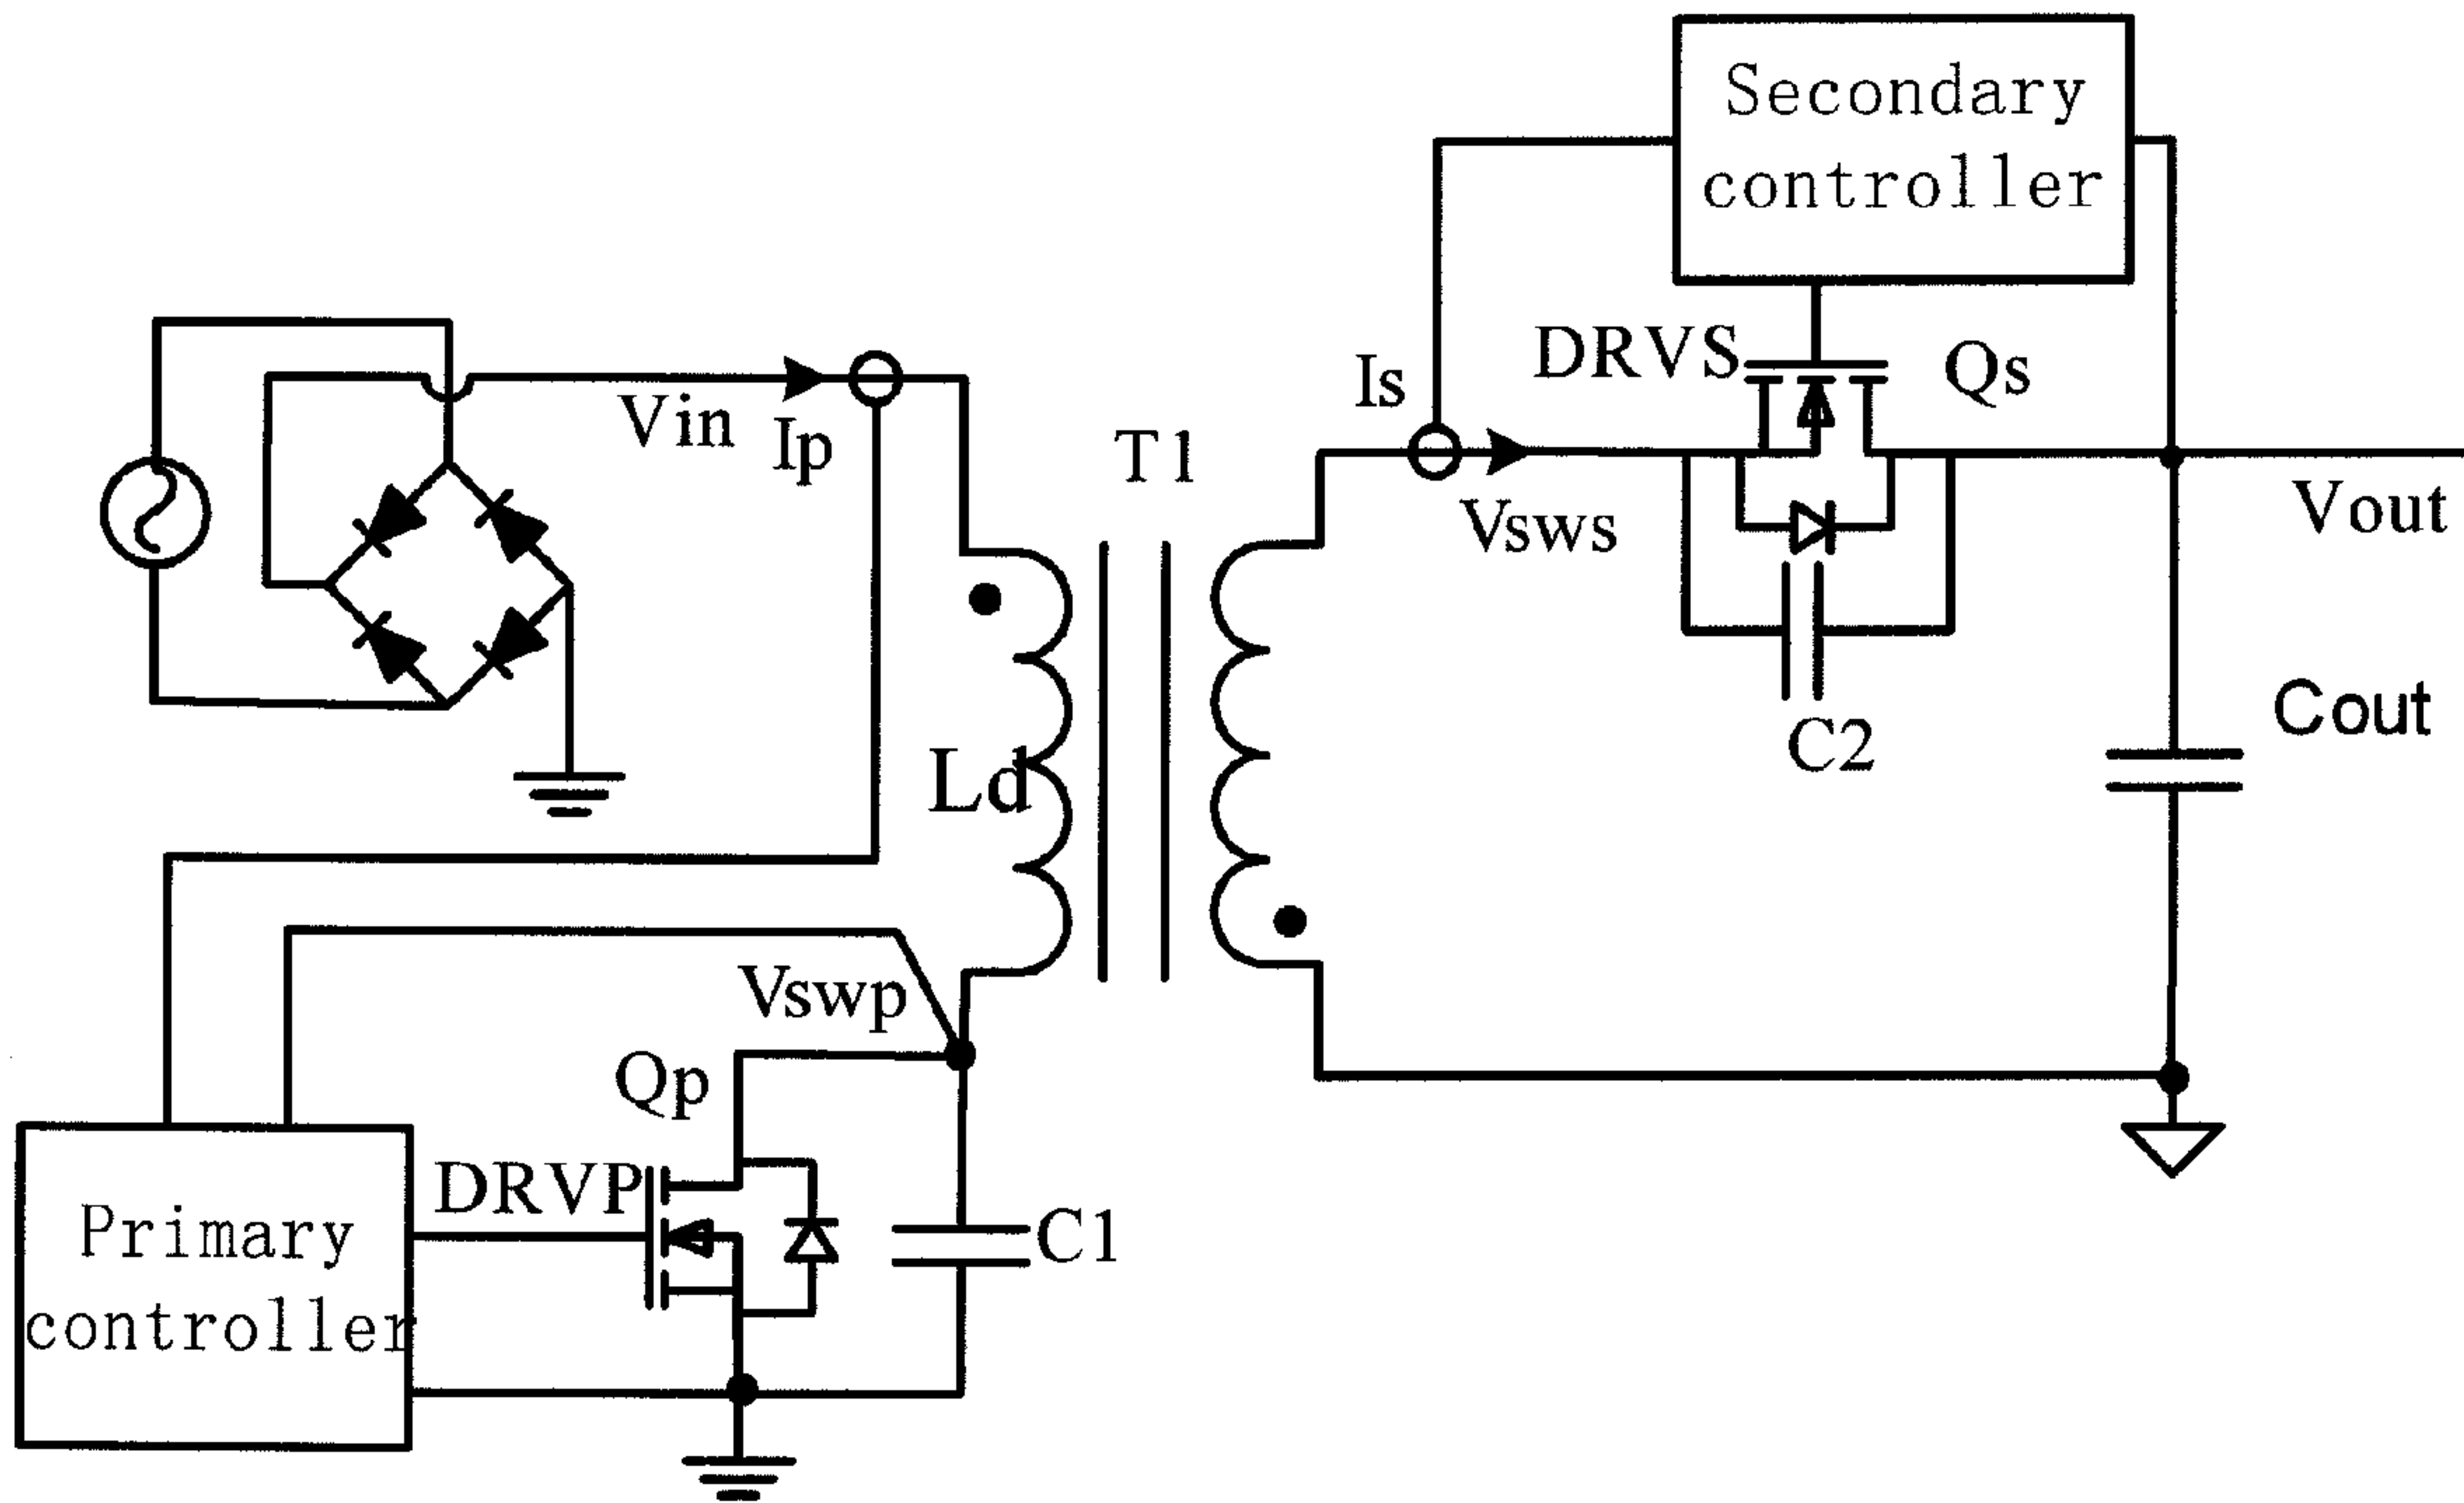 Secondary
controller
DRVS
Qs
Is
Vin
Ip
T1
Vsws
Vout
C2
Cout
Ld
Vswp
Qp
DRVP
C1
Primary
controller